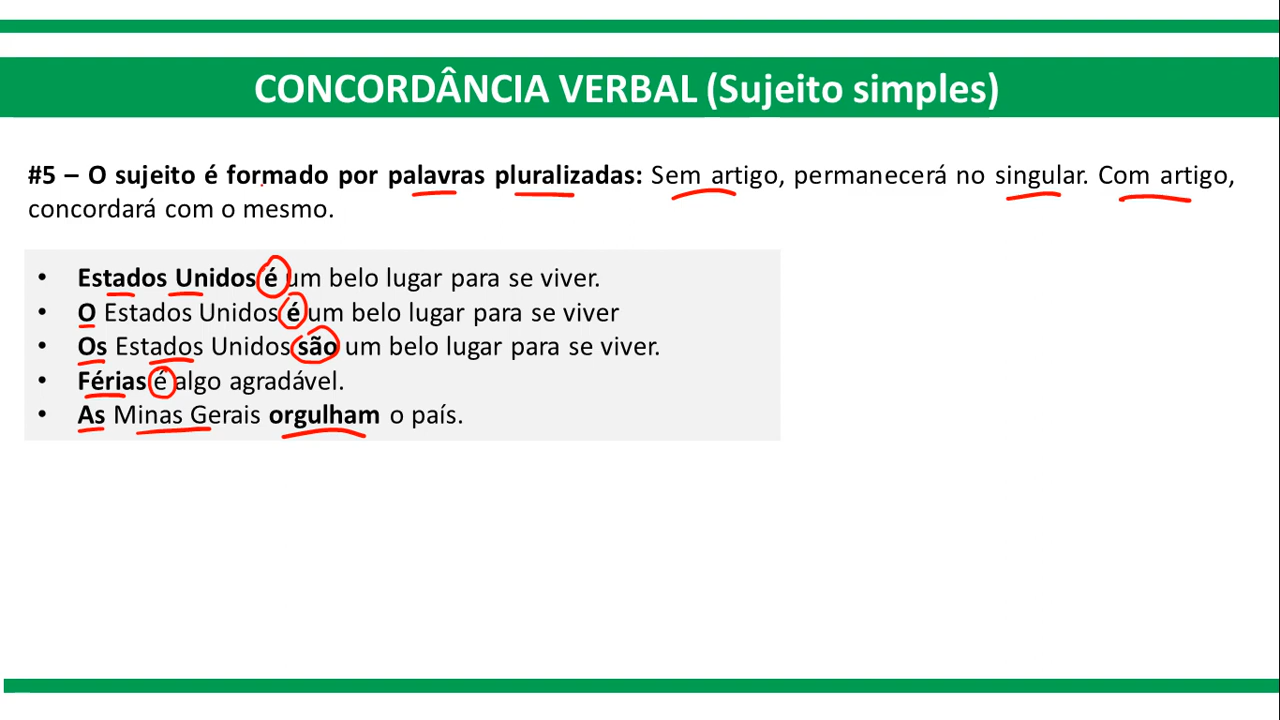 CONCORDÂNCIA VERBAL (Sujeito simples)
#5 – O sujeito é formado por palavras pluralizadas: Sem artigo, permanecerá no singular. Com artigo,
concordará com o mesmo.
• Estados Unidos é um belo lugar para se viver.
• O Estados Unidos é um belo lugar para se viver
• Os Estados Unidos são um belo lugar para se viver.
• Férias é algo agradável.
• As Minas Gerais orgulham o país.